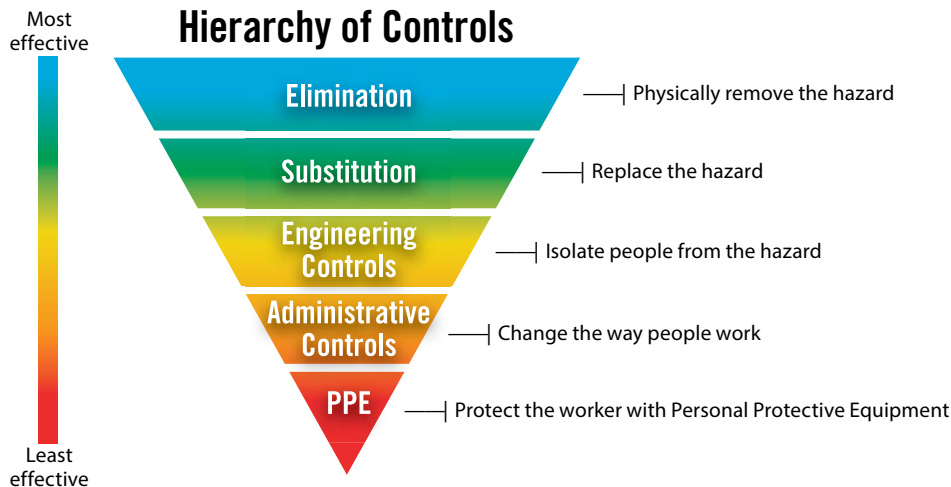 Most
effective
Hierarchy of Controls
Elimination
Physically remove the hazard
Substitution
Replace the hazard
Engineering
Controls
Isolate people from the hazard
Administrative
Controls
Change the way people work
PPE
Protect the worker with Personal Protective Equipment
Least
effective